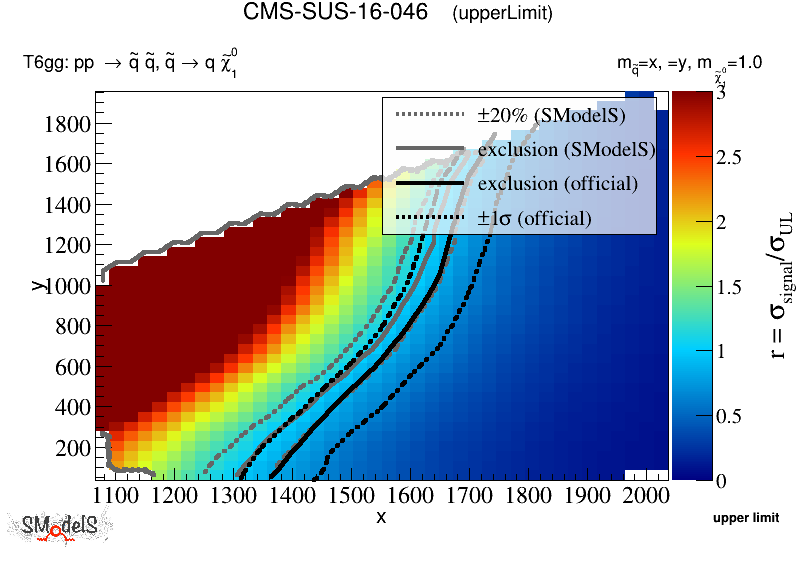 CMS-SUS-16-046 (upperLimit)
T6gg: pp → q̃ q̃, q̃ → q χ̃₁⁰
m_q̃=x, =y, m_χ̃₁⁰=1.0
±20% (SModelS)
exclusion (SModelS)
exclusion (official)
±1σ (official)
y
1800
1600
1400
1200
1000
800
600
400
200
1100 1200 1300 1400 1500 1600 1700 1800 1900 2000
x
3
2.5
2
1.5
1
0.5
0
r = σ_signal/σ_UL
SModelS
upper limit